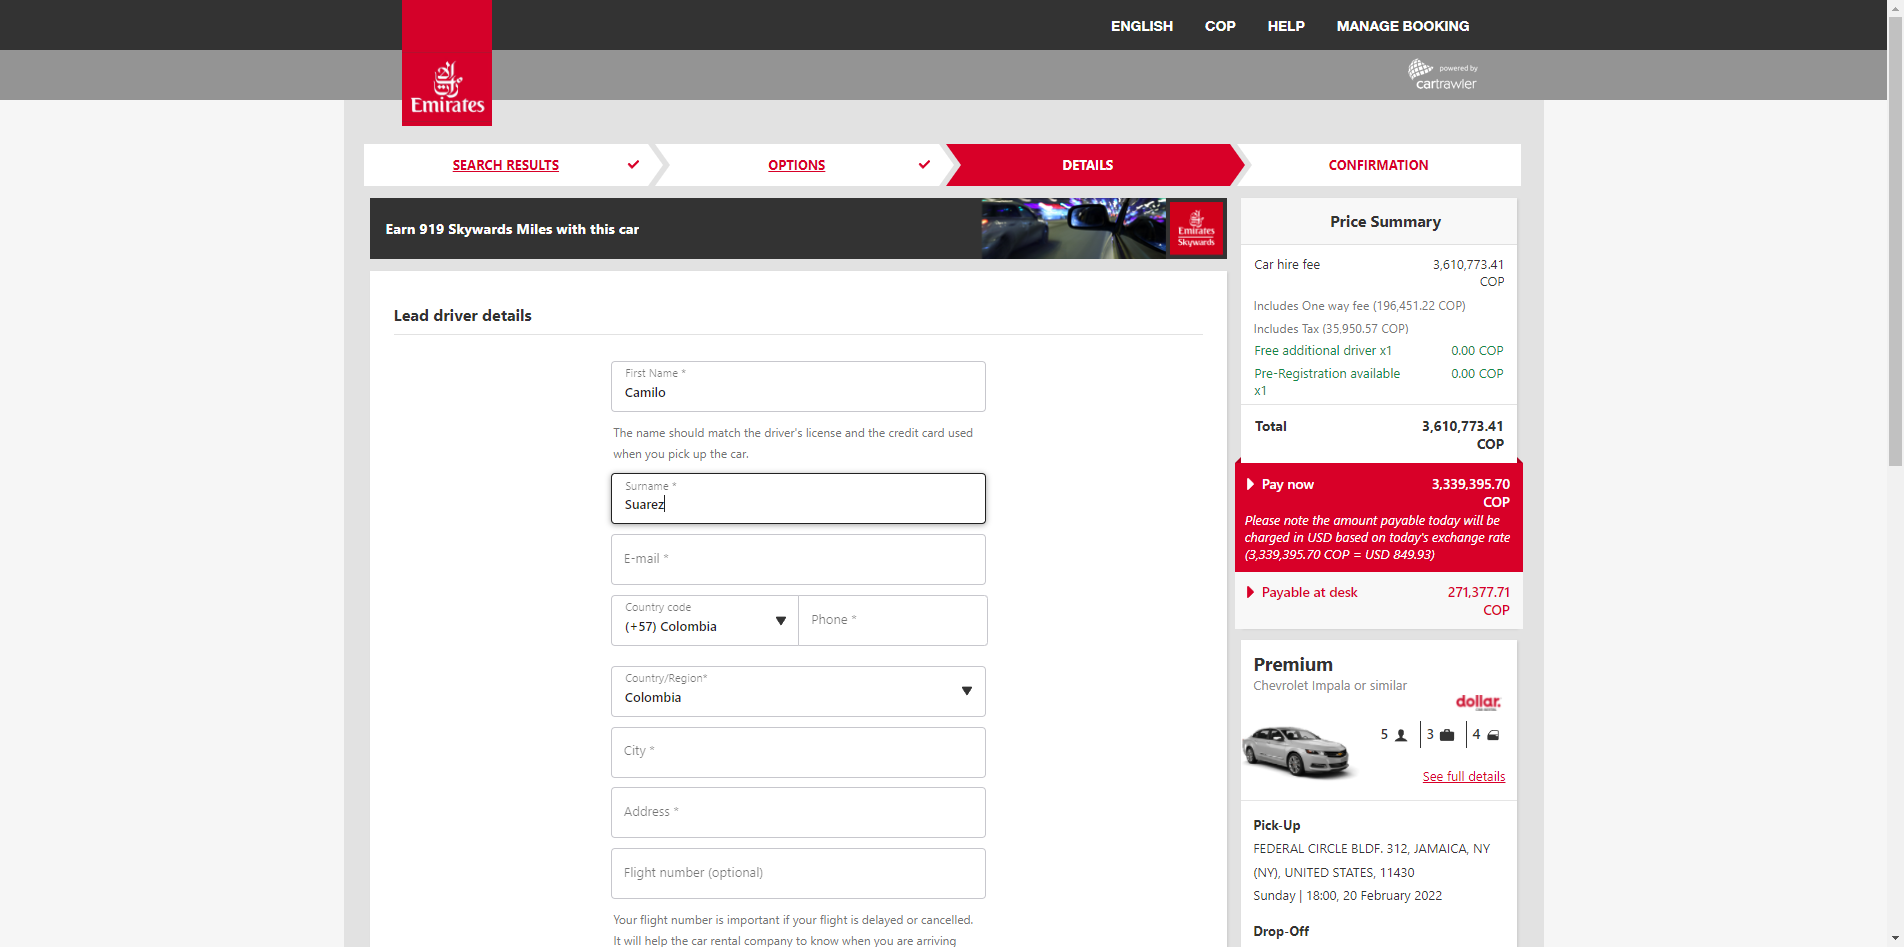 ENGLISH COP HELP MANAGE BOOKING
Emirates
powered by
cartrawler
SEARCH RESULTS
OPTIONS
DETAILS
CONFIRMATION
Earn 919 Skywards Miles with this car
Emirates
Skywards
Lead driver details
First Name *
Camilo
The name should match the driver's license and the credit card used
when you pick up the car.
Surname *
Suarez
E-mail *
Country code
(+57) Colombia
Phone *
Country/Region*
Colombia
City *
Address *
Flight number (optional)
Your flight number is important if your flight is delayed or cancelled.
It will help the car rental company to know when you are arriving
Price Summary
Car hire fee 3,610,773.41
COP
Includes One way fee (196,451.22 COP)
Includes Tax (35,950.57 COP)
Free additional driver x1 0.00 COP
Pre-Registration available 0.00 COP
x1
Total 3,610,773.41
COP
Pay now 3,339,395.70
COP
Please note the amount payable today will be
charged in USD based on today's exchange rate
(3,339,395.70 COP = USD 849.93)
Payable at desk 271,377.71
COP
Premium
Chevrolet Impala or similar
dollar.
5 3 4
See full details
Pick-Up
FEDERAL CIRCLE BLDF. 312, JAMAICA, NY
(NY), UNITED STATES, 11430
Sunday | 18:00, 20 February 2022
Drop-Off